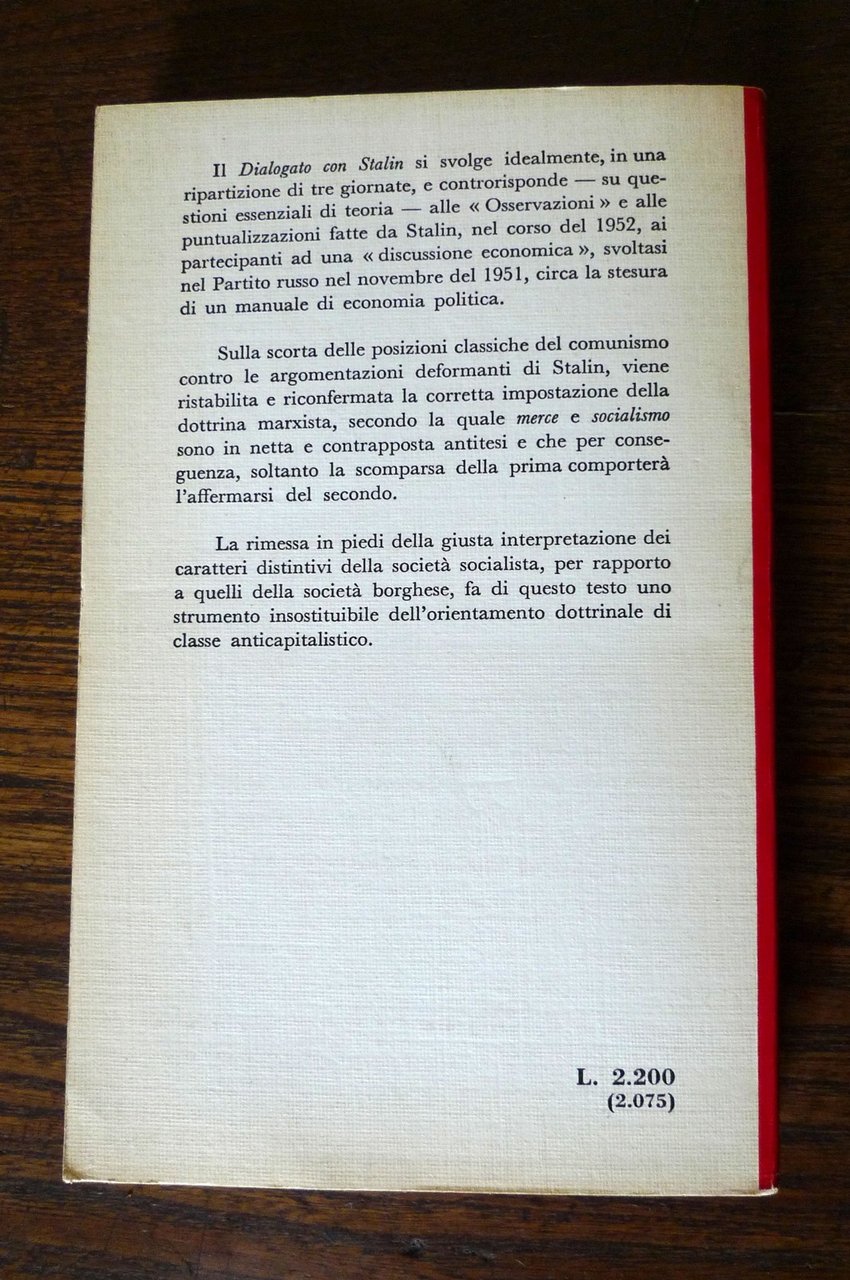 Il Dialogato con Stalin si svolge idealmente, in una
ripartizione di tre giornate, e controrisponde — su que-
stioni essenziali di teoria — alle « Osservazioni » e alle
puntualizzazioni fatte da Stalin, nel corso del 1952, ai
partecipanti ad una « discussione economica », svoltasi
nel Partito russo nel novembre del 1951, circa la stesura
di un manuale di economia politica.
Sulla scorta delle posizioni classiche del comunismo
contro le argomentazioni deformanti di Stalin, viene
ristabilita e riconfermata la corretta impostazione della
dottrina marxista, secondo la quale merce e socialismo
sono in netta e contrapposta antitesi e che per conse-
guenza, soltanto la scomparsa della prima comporterà
l'affermarsi del secondo.
La rimessa in piedi della giusta interpretazione dei
caratteri distintivi della società socialista, per rapporto
a quelli della società borghese, fa di questo testo uno
strumento insostituibile dell'orientamento dottrinale di
classe anticapitalistico.
L. 2.200
(2.075)